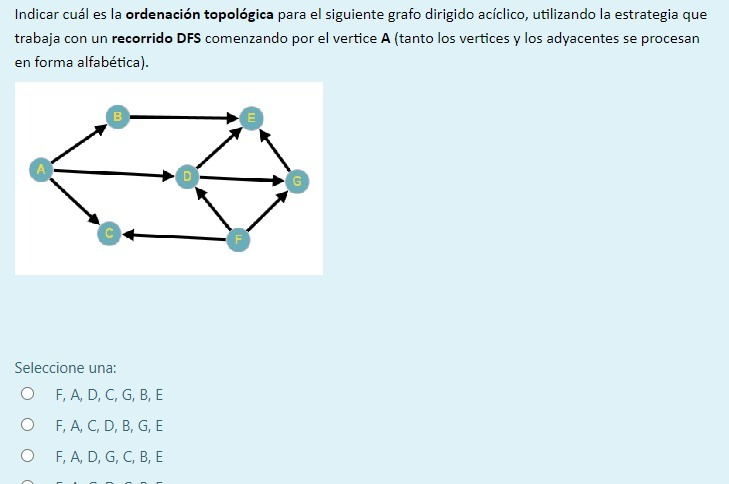 Indicar cuál es la ordenación topológica para el siguiente grafo dirigido acíclico, utilizando la estrategia que
trabaja con un recorrido DFS comenzando por el vertice A (tanto los vertices y los adyacentes se procesan
en forma alfabética).
B
E
A
D
G
C
F
Seleccione una:
F, A, D, C, G, B, E
F, A, C, D, B, G, E
F, A, D, G, C, B, E